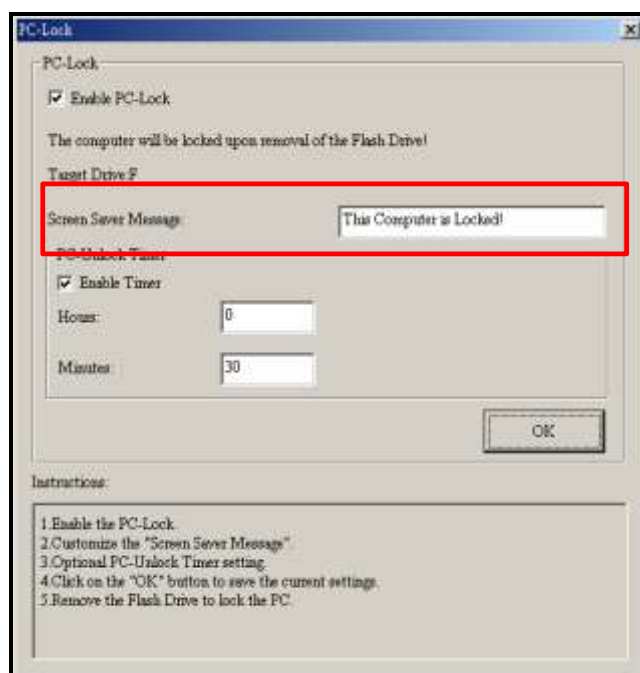 PC-Lock
PC-Lock
Enable PC-Lock
The computer will be locked upon removal of the Flash Drive!
Target Drive:F
Screen Saver Message: This Computer is Locked!
PC-Unlock Timer
Enable Timer
Hours: 0
Minutes: 30
OK
Instructions:
1.Enable the PC-Lock.
2.Customize the "Screen Saver Message".
3.Optional PC-Unlock Timer setting.
4.Click on the "OK" button to save the current settings.
5.Remove the Flash Drive to lock the PC.